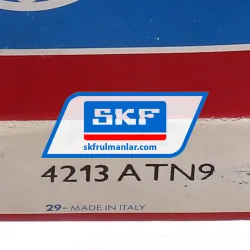 SKF
skfrulmanlar.com
4213 ATN9
29- MADE IN ITALY